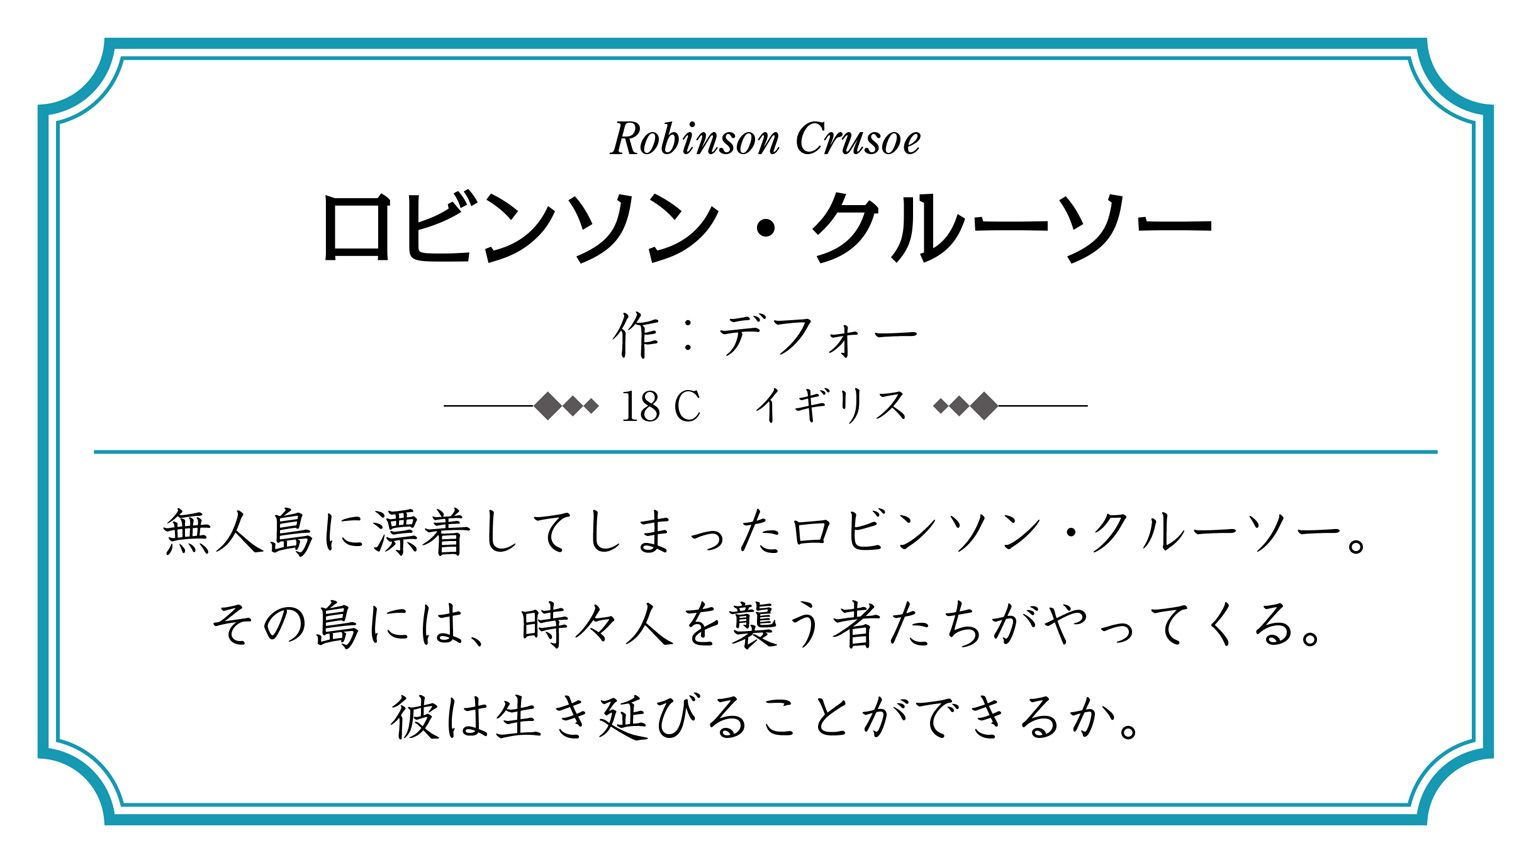 Robinson Crusoe
ロビンソン・クルーソー
作：デフォー
18 C　イギリス
無人島に漂着してしまったロビンソン・クルーソー。
その島には、時々人を襲う者たちがやってくる。
彼は生き延びることができるか。